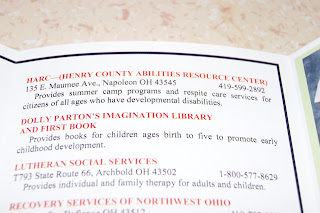 HARC—(HENRY COUNTY ABILITIES RESOURCE CENTER)
135 E. Maumee Ave., Napoleon OH 43545 419-599-2892
Provides summer camp programs and respite care services for
citizens of all ages who have developmental disabilities.
DOLLY PARTON'S IMAGINATION LIBRARY
AND FIRST BOOK
Provides books for children ages birth to five to promote early
childhood development.
LUTHERAN SOCIAL SERVICES
T793 State Route 66, Archbold OH 43502 1-800-577-8629
Provides individual and family therapy for adults and children.
RECOVERY SERVICES OF NORTHWEST OHIO